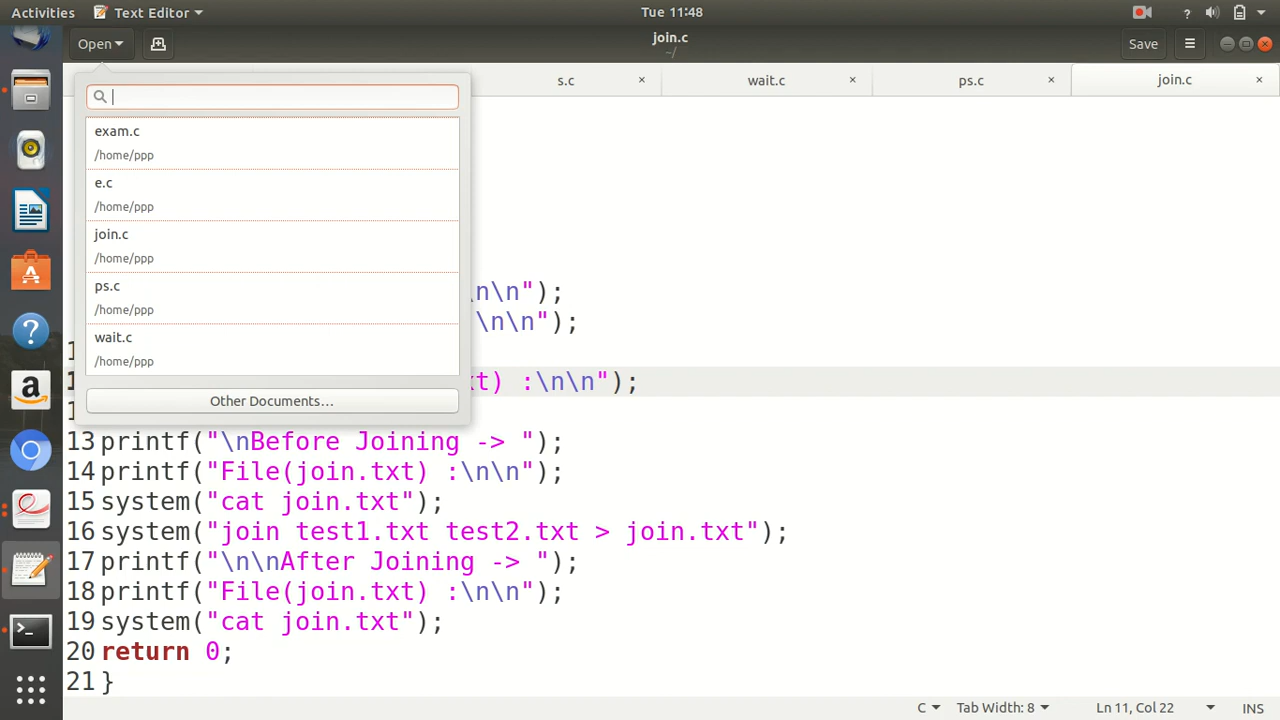 Activities Text Editor Tue 11:48 ?
Open join.c Save
~/
s.c × wait.c × ps.c × join.c ×
exam.c
/home/ppp
e.c
/home/ppp
join.c
/home/ppp
ps.c
/home/ppp
wait.c
/home/ppp
Other Documents…
\n\n");
\n\n");
1
1 xt) :\n\n");
1
13 printf("\nBefore Joining -> ");
14 printf("File(join.txt) :\n\n");
15 system("cat join.txt");
16 system("join test1.txt test2.txt > join.txt");
17 printf("\n\nAfter Joining -> ");
18 printf("File(join.txt) :\n\n");
19 system("cat join.txt");
20 return 0;
21 }
C Tab Width: 8 Ln 11, Col 22 INS